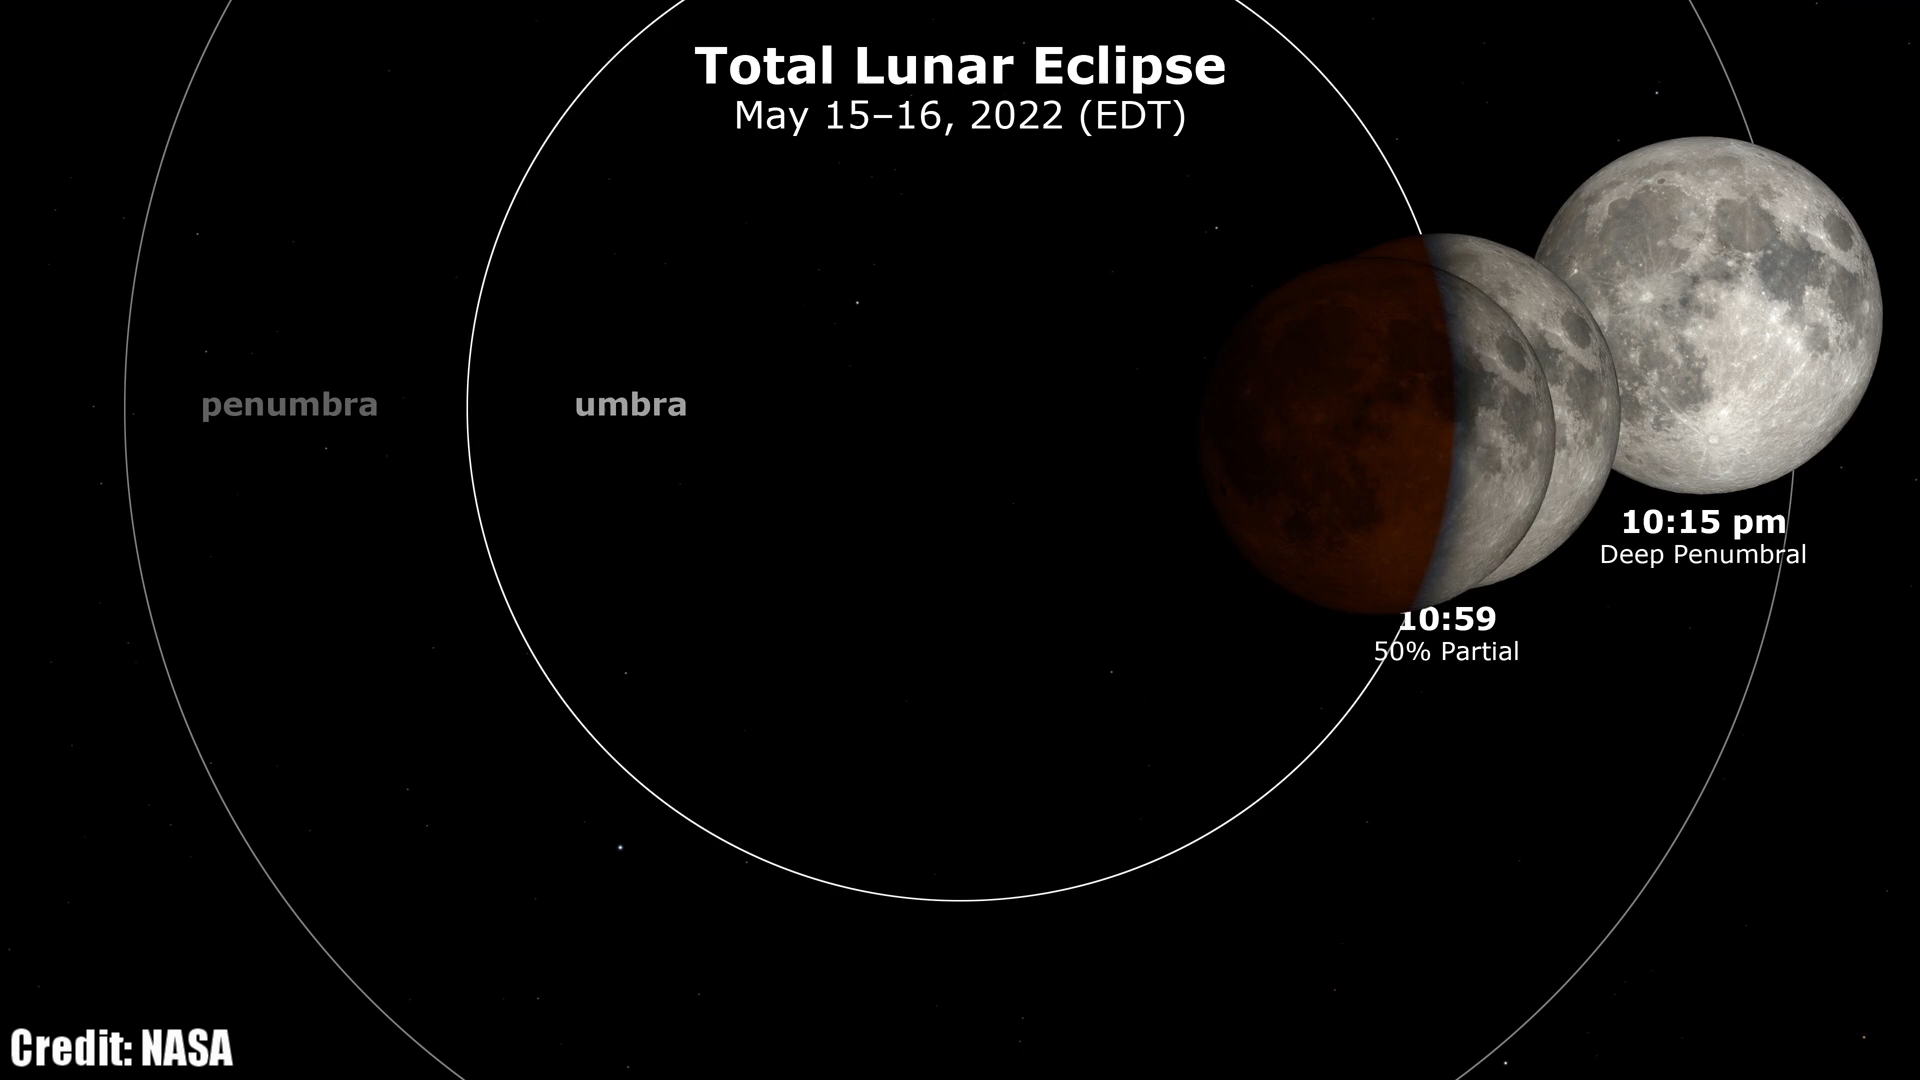 Total Lunar Eclipse
May 15–16, 2022 (EDT)
penumbra
umbra
10:15 pm
Deep Penumbral
10:59
50% Partial
Credit: NASA